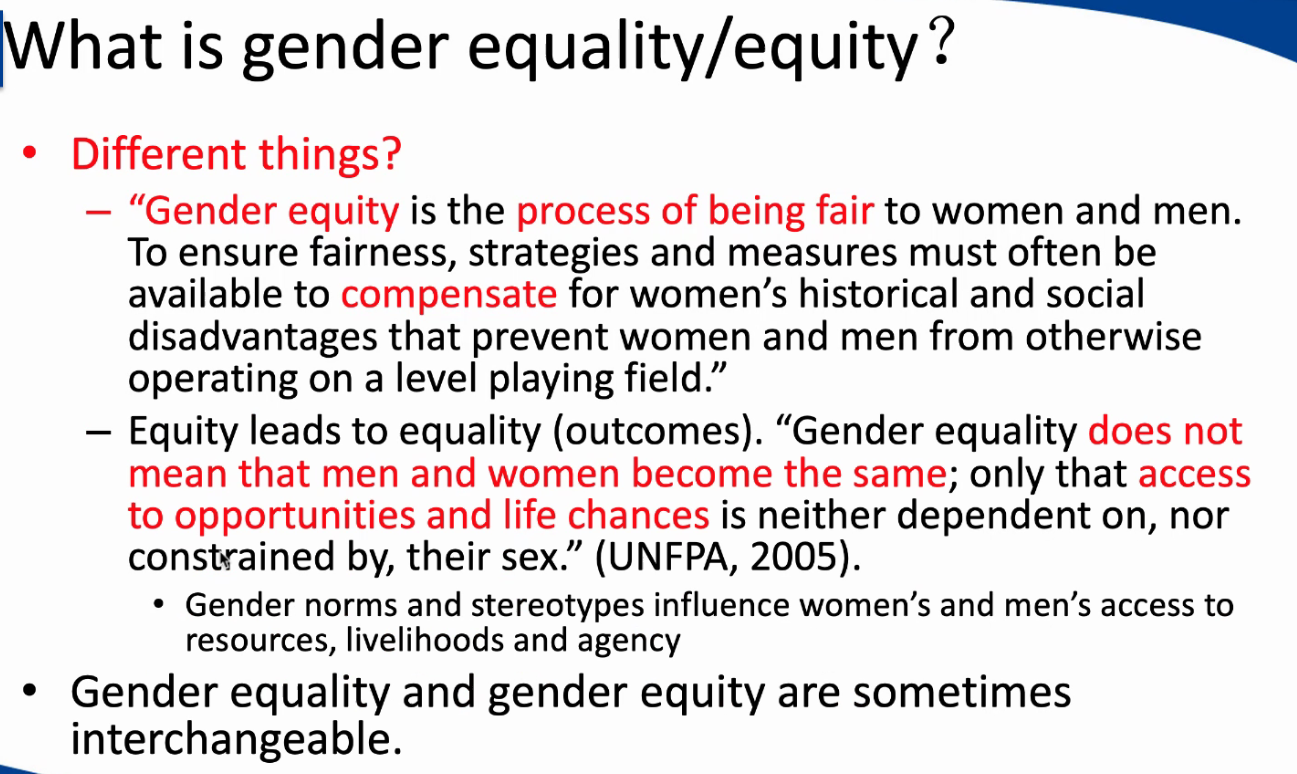 What is gender equality/equity？
• Different things?
– “Gender equity is the process of being fair to women and men.
To ensure fairness, strategies and measures must often be
available to compensate for women’s historical and social
disadvantages that prevent women and men from otherwise
operating on a level playing field.”
– Equity leads to equality (outcomes). “Gender equality does not
mean that men and women become the same; only that access
to opportunities and life chances is neither dependent on, nor
constrained by, their sex.” (UNFPA, 2005).
• Gender norms and stereotypes influence women’s and men’s access to
resources, livelihoods and agency
• Gender equality and gender equity are sometimes
interchangeable.